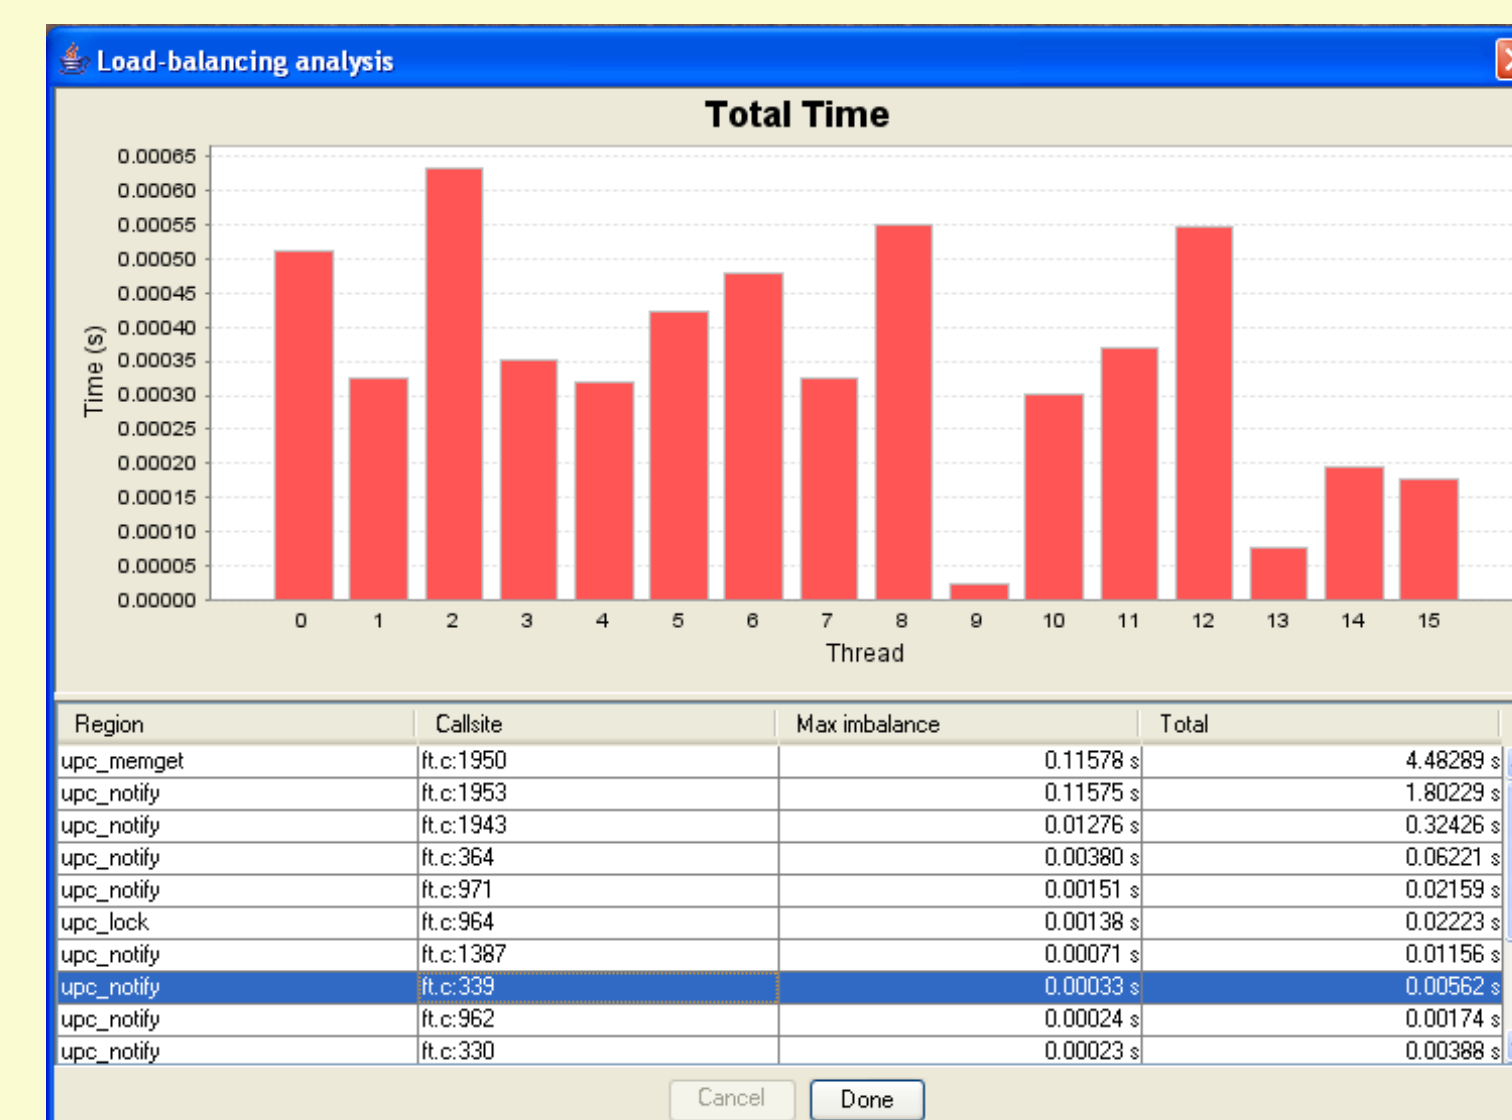 Load-balancing analysis
Total Time
0.00065
0.00060
0.00055
0.00050
0.00045
0.00040
0.00035
0.00030
0.00025
0.00020
0.00015
0.00010
0.00005
0.00000
Time (s)
0 1 2 3 4 5 6 7 8 9 10 11 12 13 14 15
Thread
Region Callsite Max imbalance Total
upc_memget ft.c:1950 0.11578 s 4.48289 s
upc_notify ft.c:1953 0.11575 s 1.80229 s
upc_notify ft.c:1943 0.01276 s 0.32426 s
upc_notify ft.c:364 0.00380 s 0.06221 s
upc_notify ft.c:971 0.00151 s 0.02159 s
upc_lock ft.c:964 0.00138 s 0.02223 s
upc_notify ft.c:1387 0.00071 s 0.01156 s
upc_notify ft.c:339 0.00033 s 0.00562 s
upc_notify ft.c:962 0.00024 s 0.00174 s
upc_notify ft.c:330 0.00023 s 0.00388 s
Cancel Done